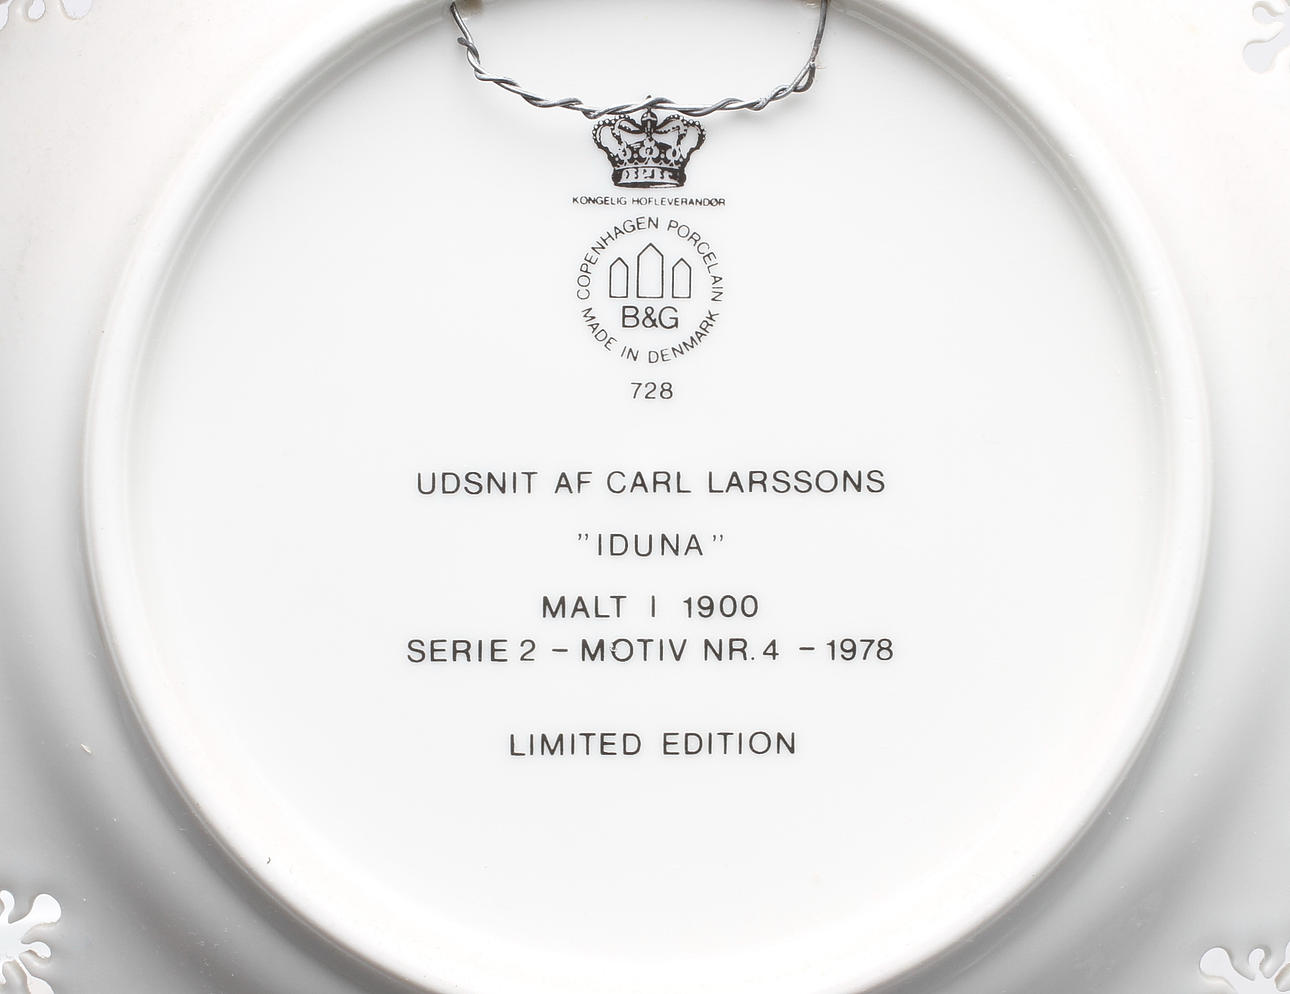 KONGELIG HOFLEVERANDØR
COPENHAGEN PORCELAIN
B&G
MADE IN DENMARK
728
UDSNIT AF CARL LARSSONS
"IDUNA"
MALT I 1900
SERIE 2 – MOTIV NR. 4 – 1978
LIMITED EDITION